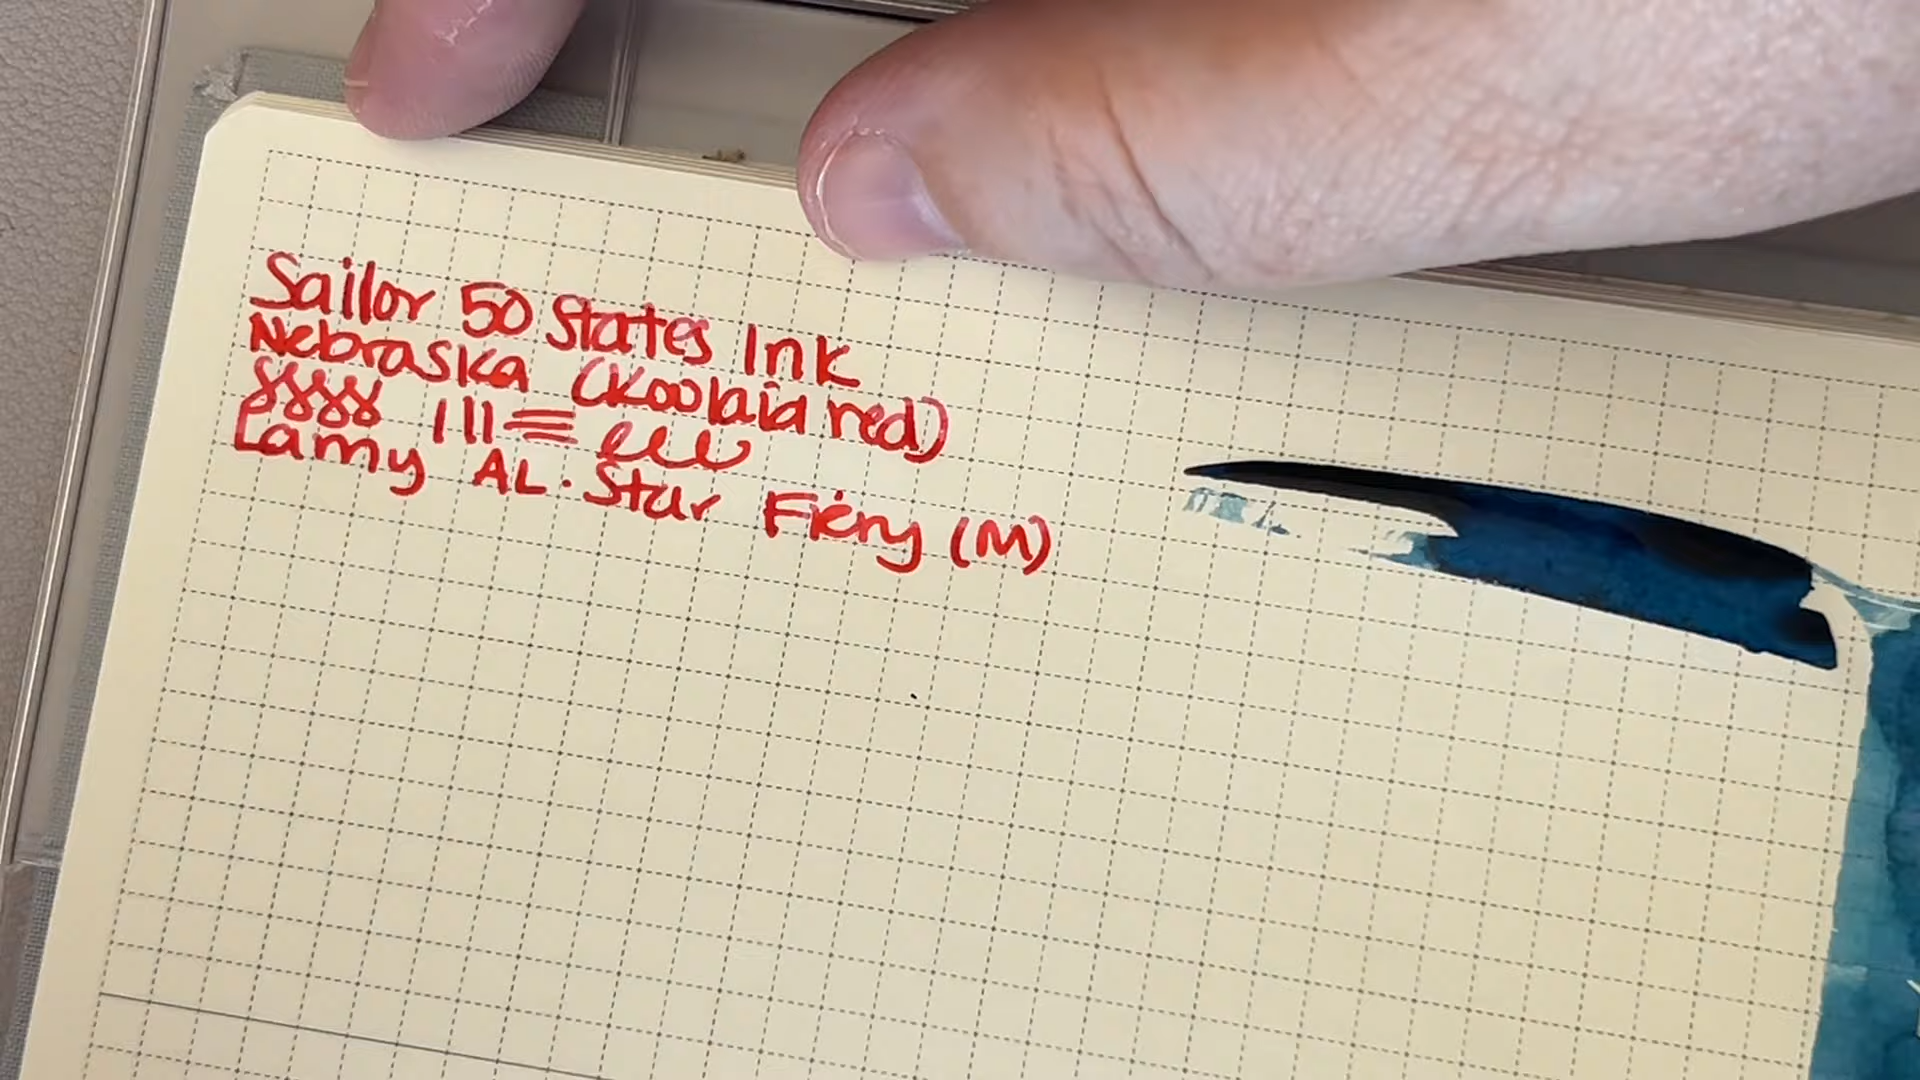 Sailor 50 States Ink
Nebraska (Koolaid red)
Lamy AL-Star Fiery (M)